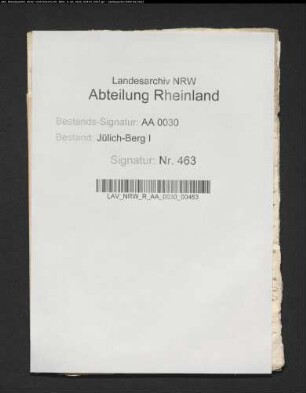 Landesarchiv NRW
Abteilung Rheinland
Bestands-Signatur: AA 0030
Bestand: Jülich-Berg I
Signatur: Nr. 463
LAV_NRW_R_AA_0030_00463